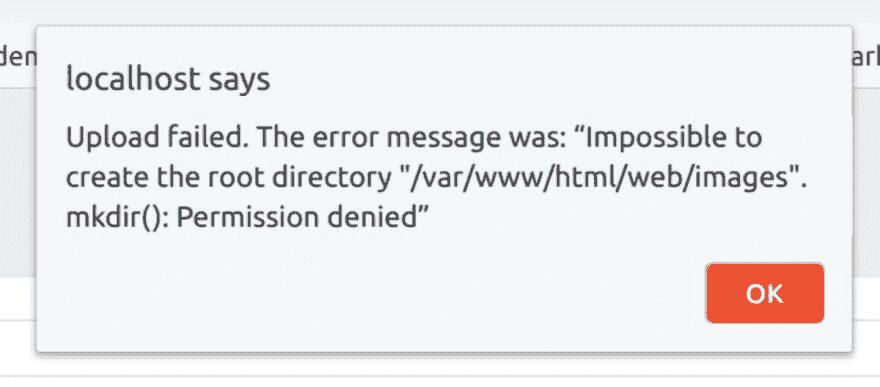 localhost says
Upload failed. The error message was: “Impossible to
create the root directory "/var/www/html/web/images".
mkdir(): Permission denied”
OK